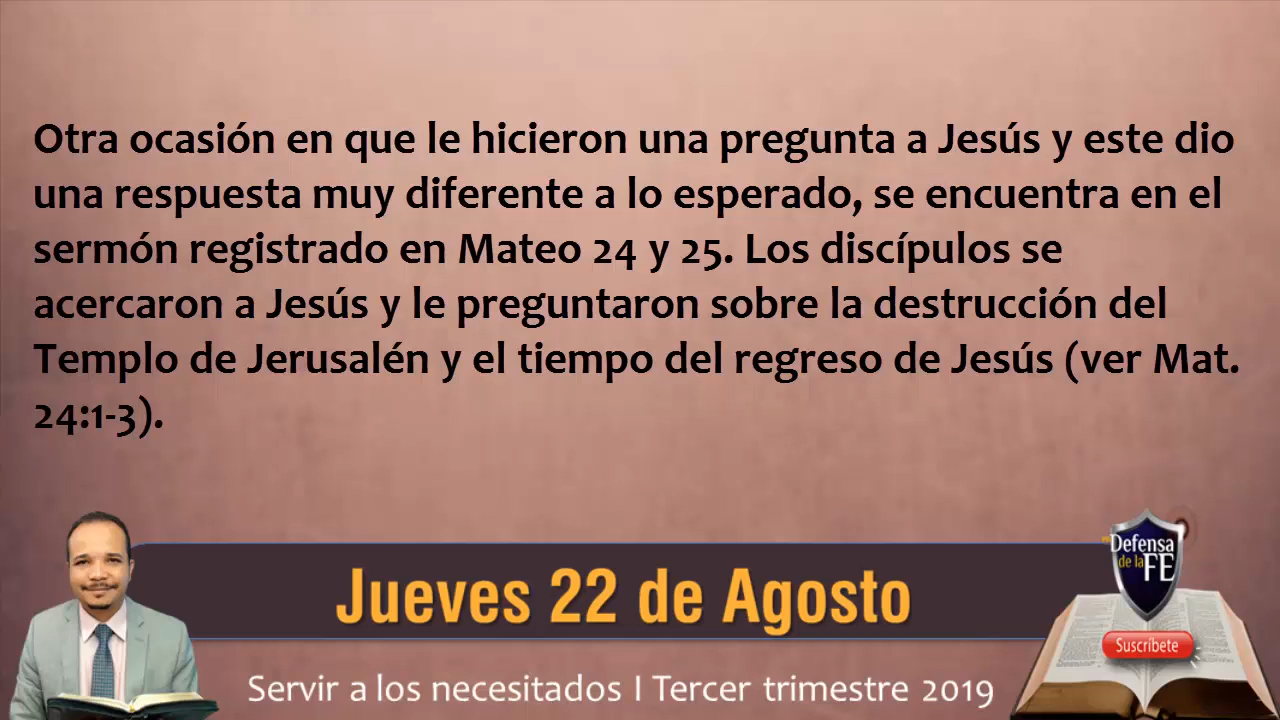 Otra ocasión en que le hicieron una pregunta a Jesús y este dio
una respuesta muy diferente a lo esperado, se encuentra en el
sermón registrado en Mateo 24 y 25. Los discípulos se
acercaron a Jesús y le preguntaron sobre la destrucción del
Templo de Jerusalén y el tiempo del regreso de Jesús (ver Mat.
24:1-3).
Jueves 22 de Agosto
Defensa
de la FE
Suscríbete
Servir a los necesitados I Tercer trimestre 2019